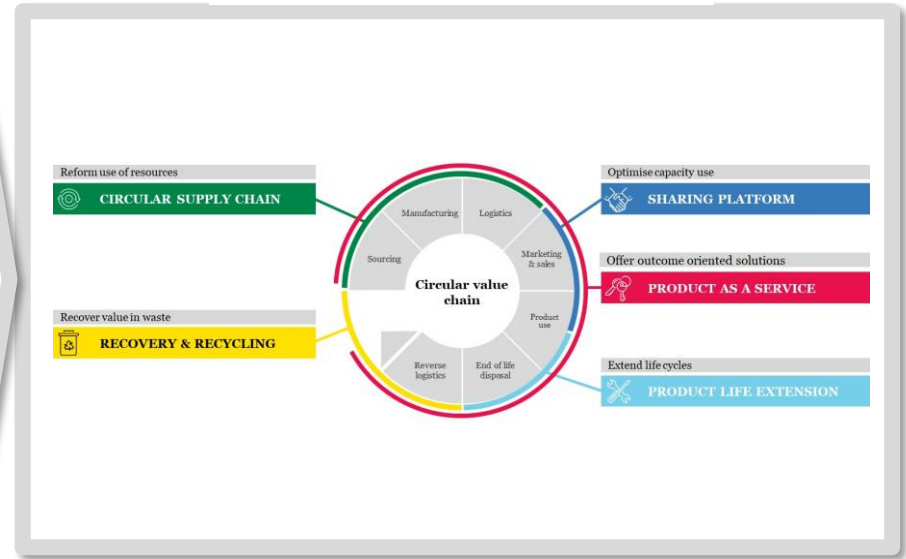 Reform use of resources
CIRCULAR SUPPLY CHAIN
Recover value in waste
RECOVERY & RECYCLING
Manufacturing
Logistics
Sourcing
Marketing
& sales
Circular value
chain
Product
use
Reverse
logistics
End of life
disposal
Optimise capacity use
SHARING PLATFORM
Offer outcome oriented solutions
PRODUCT AS A SERVICE
Extend life cycles
PRODUCT LIFE EXTENSION